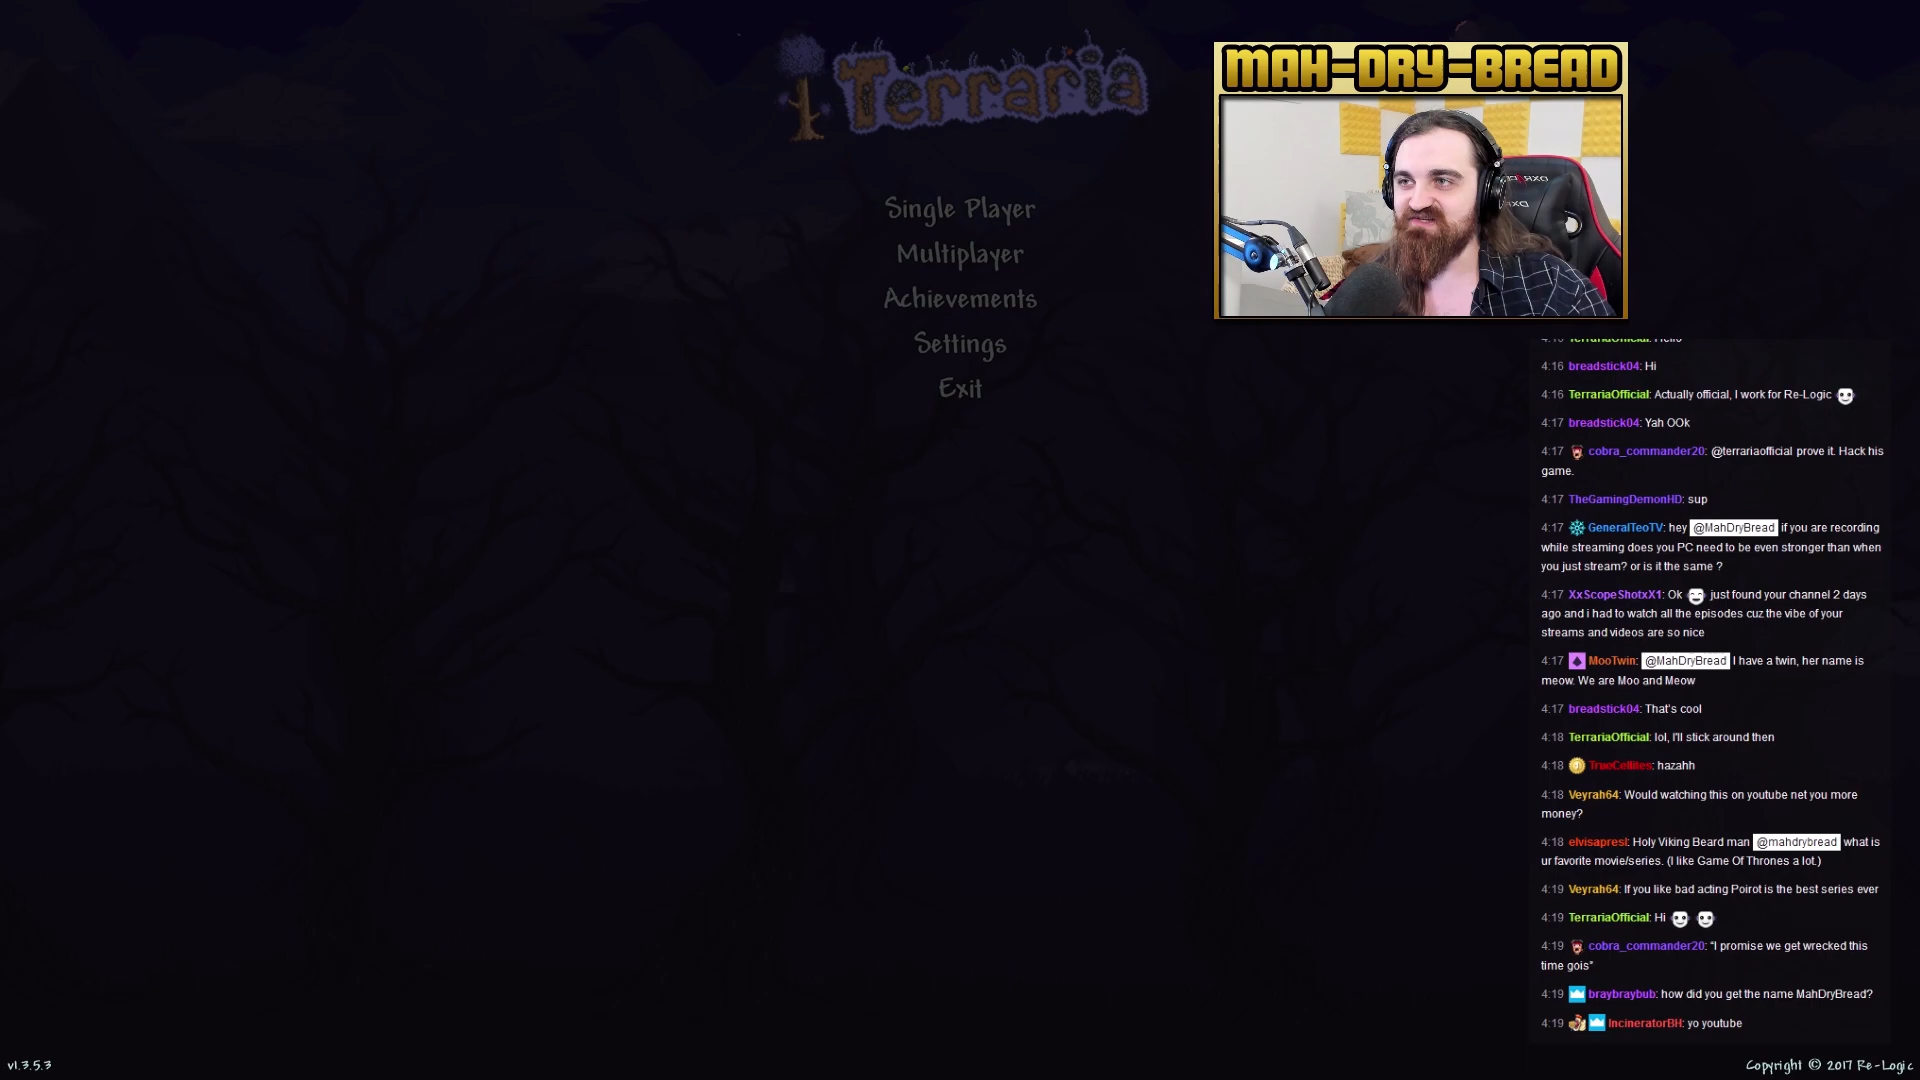 Terraria
MAH-DRY-BREAD
DXRACER
Single Player
Multiplayer
Achievements
Settings
Exit
4:16 TerrariaOfficial: Hello
4:16 breadstick04: Hi
4:16 TerrariaOfficial: Actually official, I work for Re-Logic
4:17 breadstick04: Yah OOk
4:17 cobra_commander20: @terrariaofficial prove it. Hack his
game.
4:17 TheGamingDemonHD: sup
4:17 GeneralTeoTV: hey @MahDryBread if you are recording
while streaming does you PC need to be even stronger than when
you just stream? or is it the same ?
4:17 XxScopeShotxX1: Ok just found your channel 2 days
ago and i had to watch all the episodes cuz the vibe of your
streams and videos are so nice
4:17 MooTwin: @MahDryBread I have a twin, her name is
meow. We are Moo and Meow
4:17 breadstick04: That's cool
4:18 TerrariaOfficial: lol, I'll stick around then
4:18 TrueCellites: hazahh
4:18 Veyrah64: Would watching this on youtube net you more
money?
4:18 elvisapresl: Holy Viking Beard man @mahdrybread what is
ur favorite movie/series. (I like Game Of Thrones a lot.)
4:19 Veyrah64: If you like bad acting Poirot is the best series ever
4:19 TerrariaOfficial: Hi
4:19 cobra_commander20: "I promise we get wrecked this
time gois"
4:19 braybraybub: how did you get the name MahDryBread?
4:19 IncineratorBH: yo youtube
v1.3.5.3
Copyright © 2017 Re-Logic